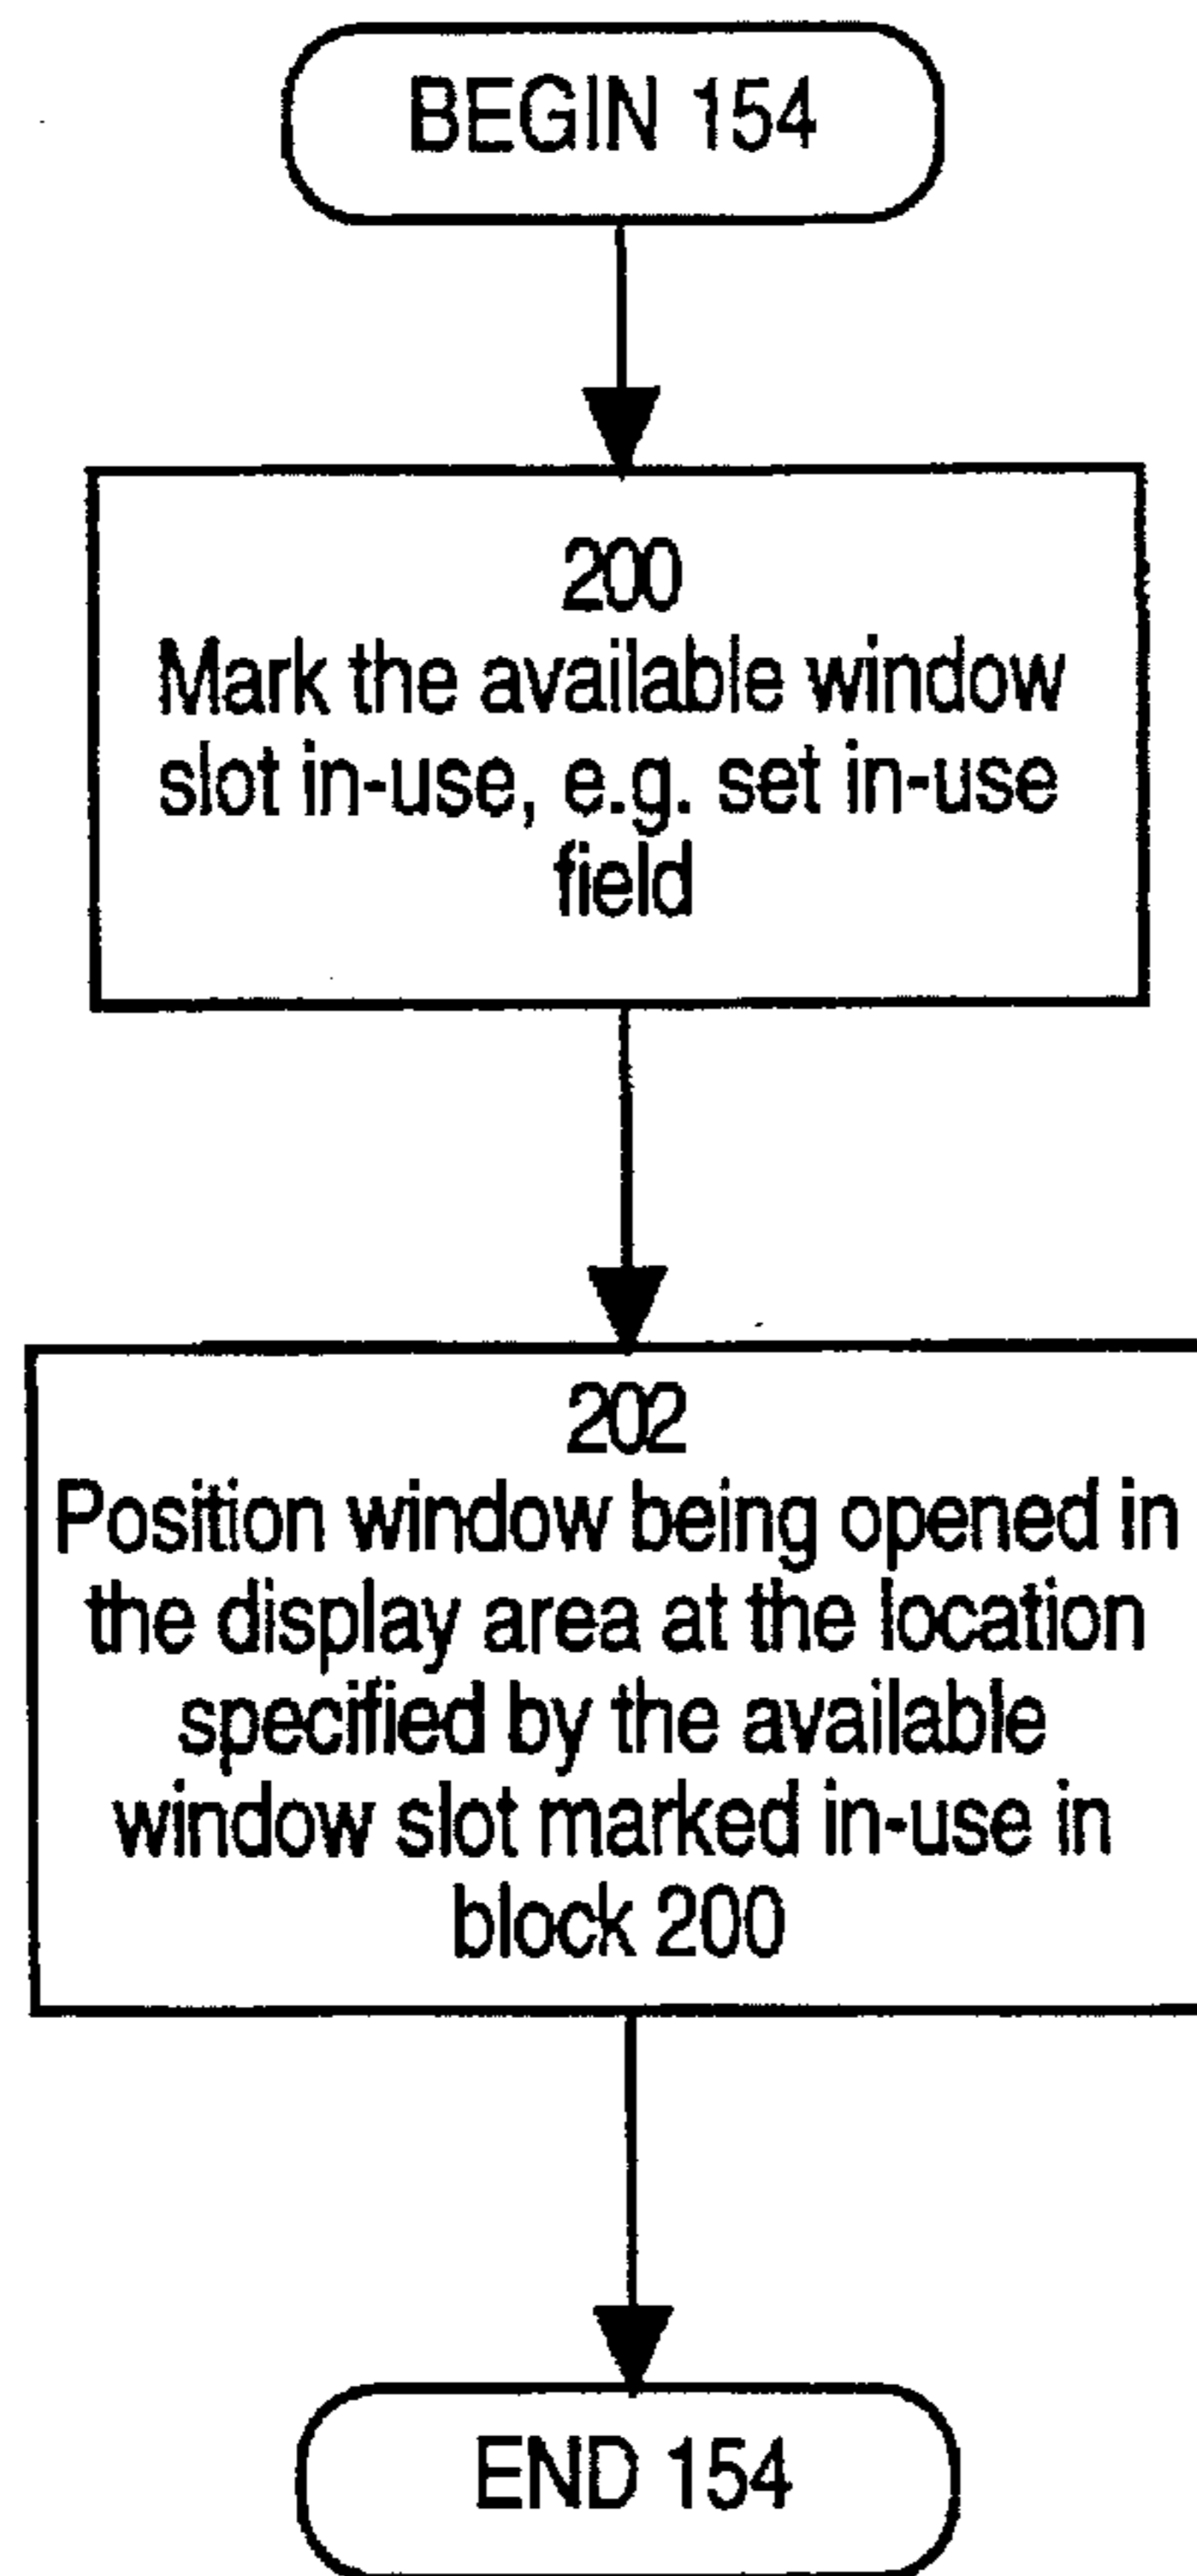 BEGIN 154
200
Mark the available window
slot in-use, e.g. set in-use
field
202
Position window being opened in
the display area at the location
specified by the available
window slot marked in-use in
block 200
END 154